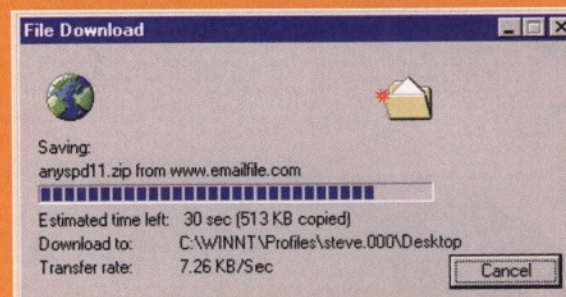 File Download
Saving:
anyspd11.zip from www.emailfile.com
Estimated time left: 30 sec (513 KB copied)
Download to: C:\WINNT\Profiles\steve.000\Desktop
Transfer rate: 7.26 KB/Sec
Cancel